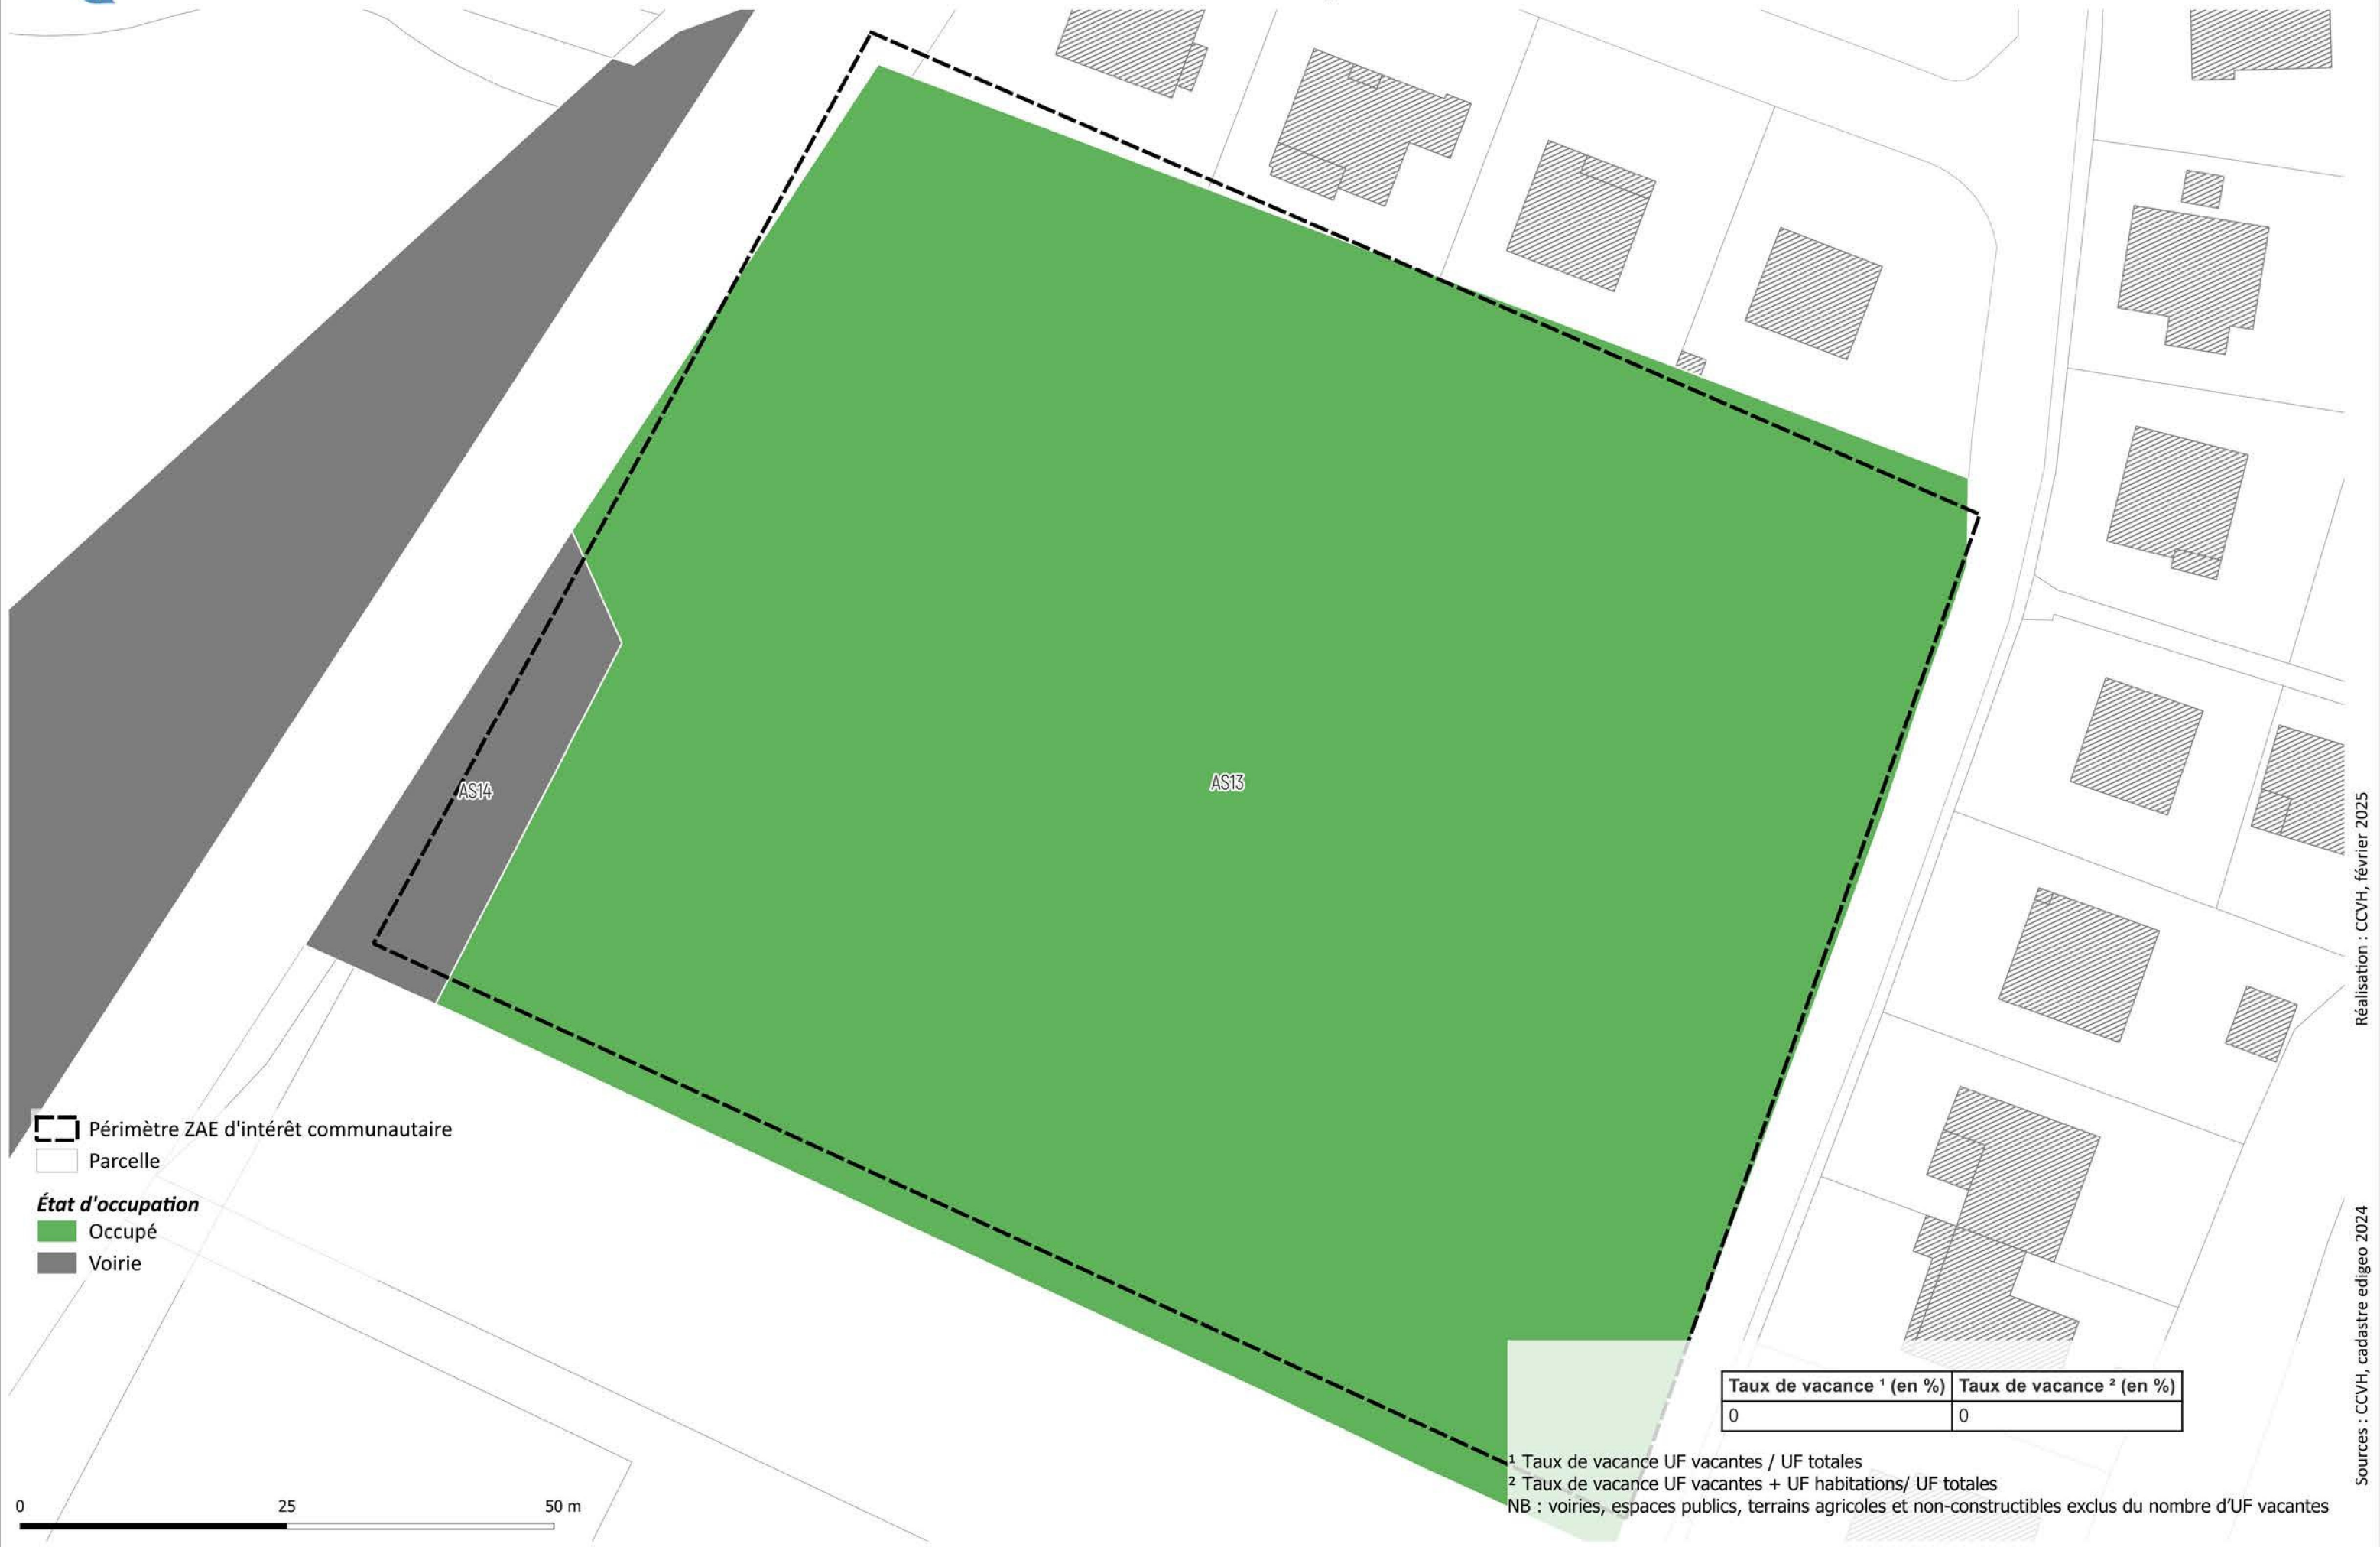 AS14
AS13
Périmètre ZAE d'intérêt communautaire
Parcelle
État d'occupation
Occupé
Voirie
0 25 50 m
Taux de vacance ¹ (en %) Taux de vacance ² (en %)
0 0
¹ Taux de vacance UF vacantes / UF totales
² Taux de vacance UF vacantes + UF habitations/ UF totales
NB : voiries, espaces publics, terrains agricoles et non-constructibles exclus du nombre d'UF vacantes
Réalisation : CCVH, février 2025
Sources : CCVH, cadastre edigeo 2024